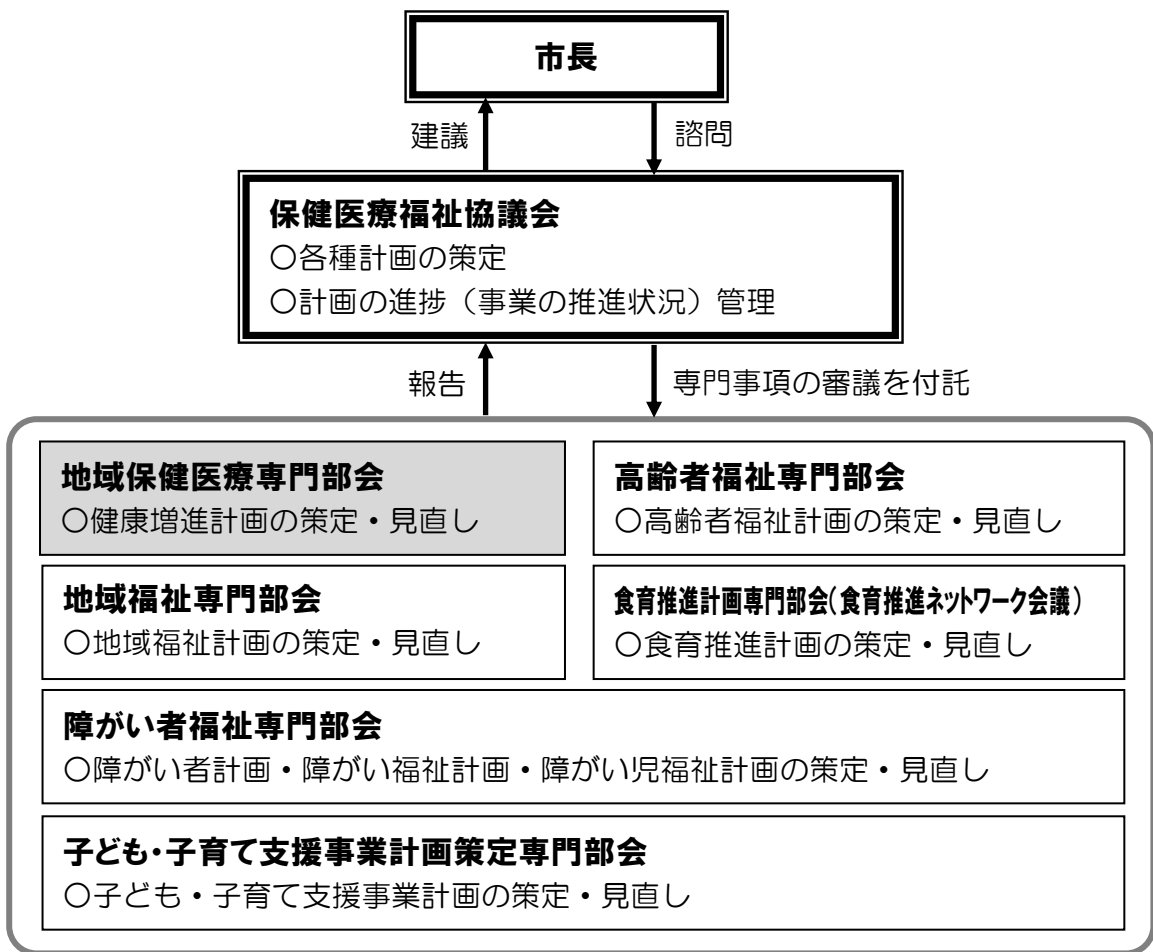 市長
建議
諮問
保健医療福祉協議会
○各種計画の策定
○計画の進捗（事業の推進状況）管理
報告
専門事項の審議を付託
地域保健医療専門部会
○健康増進計画の策定・見直し
高齢者福祉専門部会
○高齢者福祉計画の策定・見直し
地域福祉専門部会
○地域福祉計画の策定・見直し
食育推進計画専門部会(食育推進ネットワーク会議)
○食育推進計画の策定・見直し
障がい者福祉専門部会
○障がい者計画・障がい福祉計画・障がい児福祉計画の策定・見直し
子ども・子育て支援事業計画策定専門部会
○子ども・子育て支援事業計画の策定・見直し